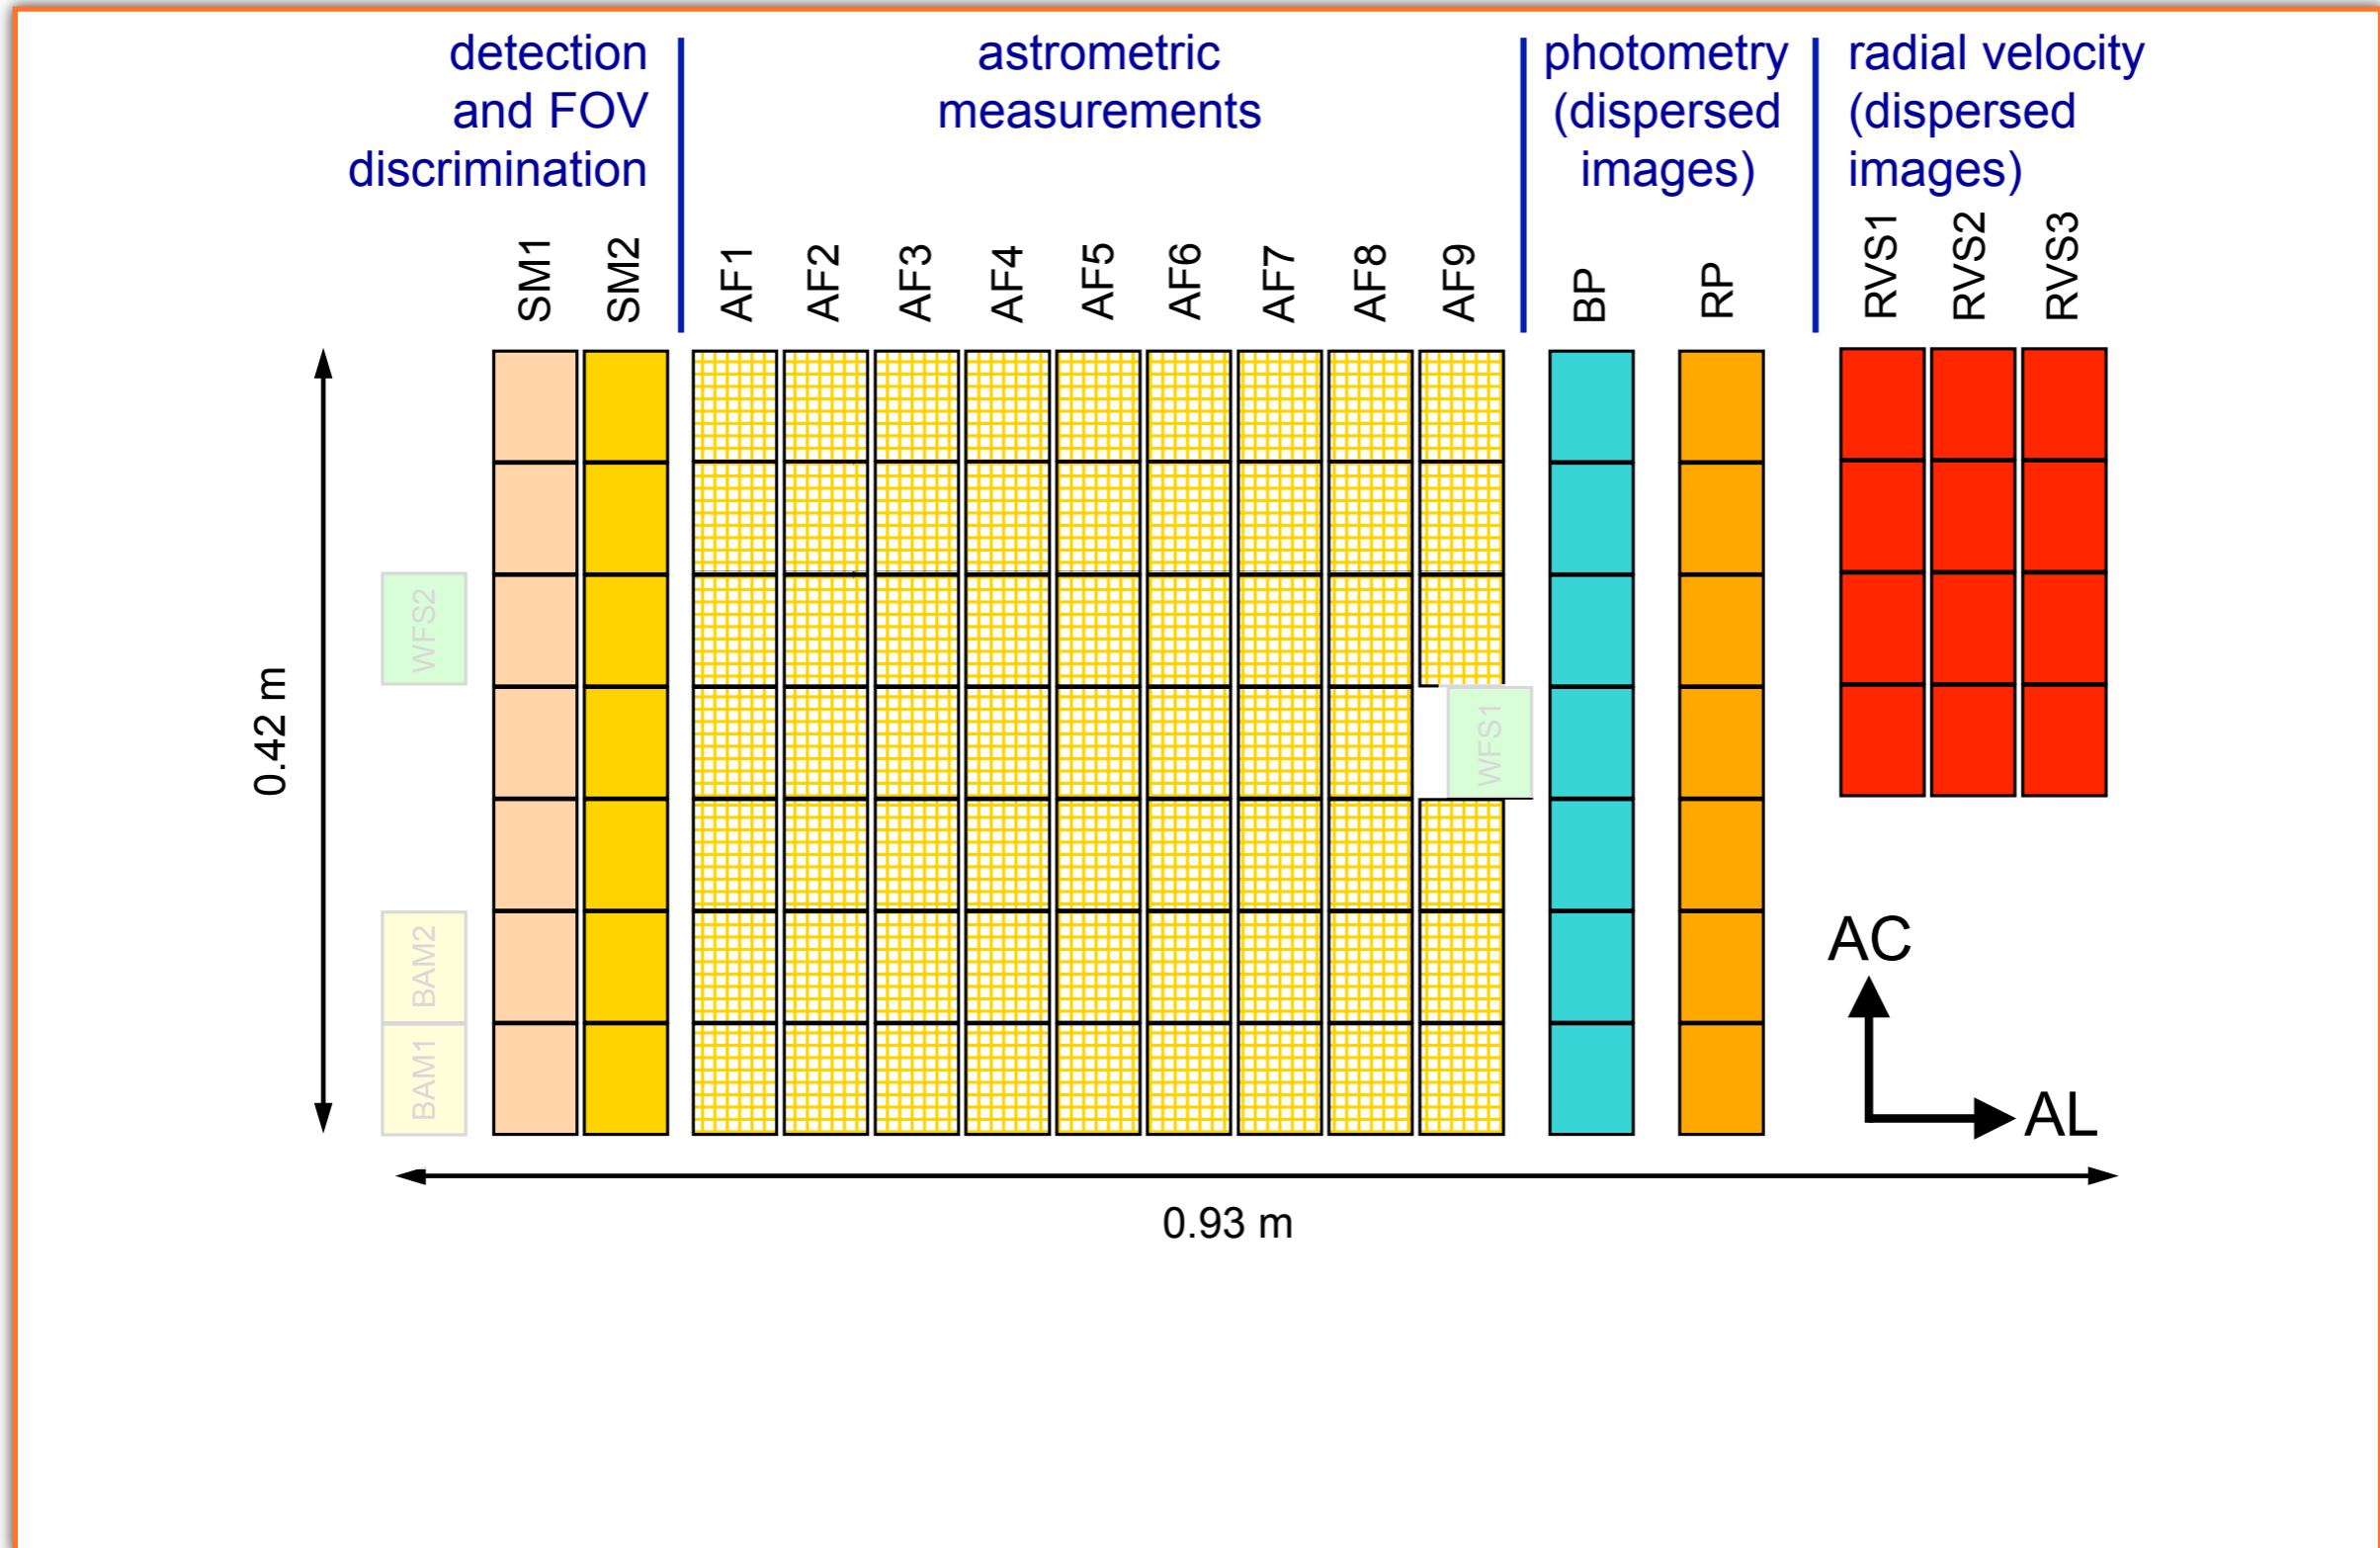 detection
and FOV
discrimination
astrometric
measurements
photometry
(dispersed
images)
radial velocity
(dispersed
images)
SM1
SM2
AF1
AF2
AF3
AF4
AF5
AF6
AF7
AF8
AF9
BP
RP
RVS1
RVS2
RVS3
WFS2
WFS1
0.42 m
BAM2
BAM1
AC
AL
0.93 m